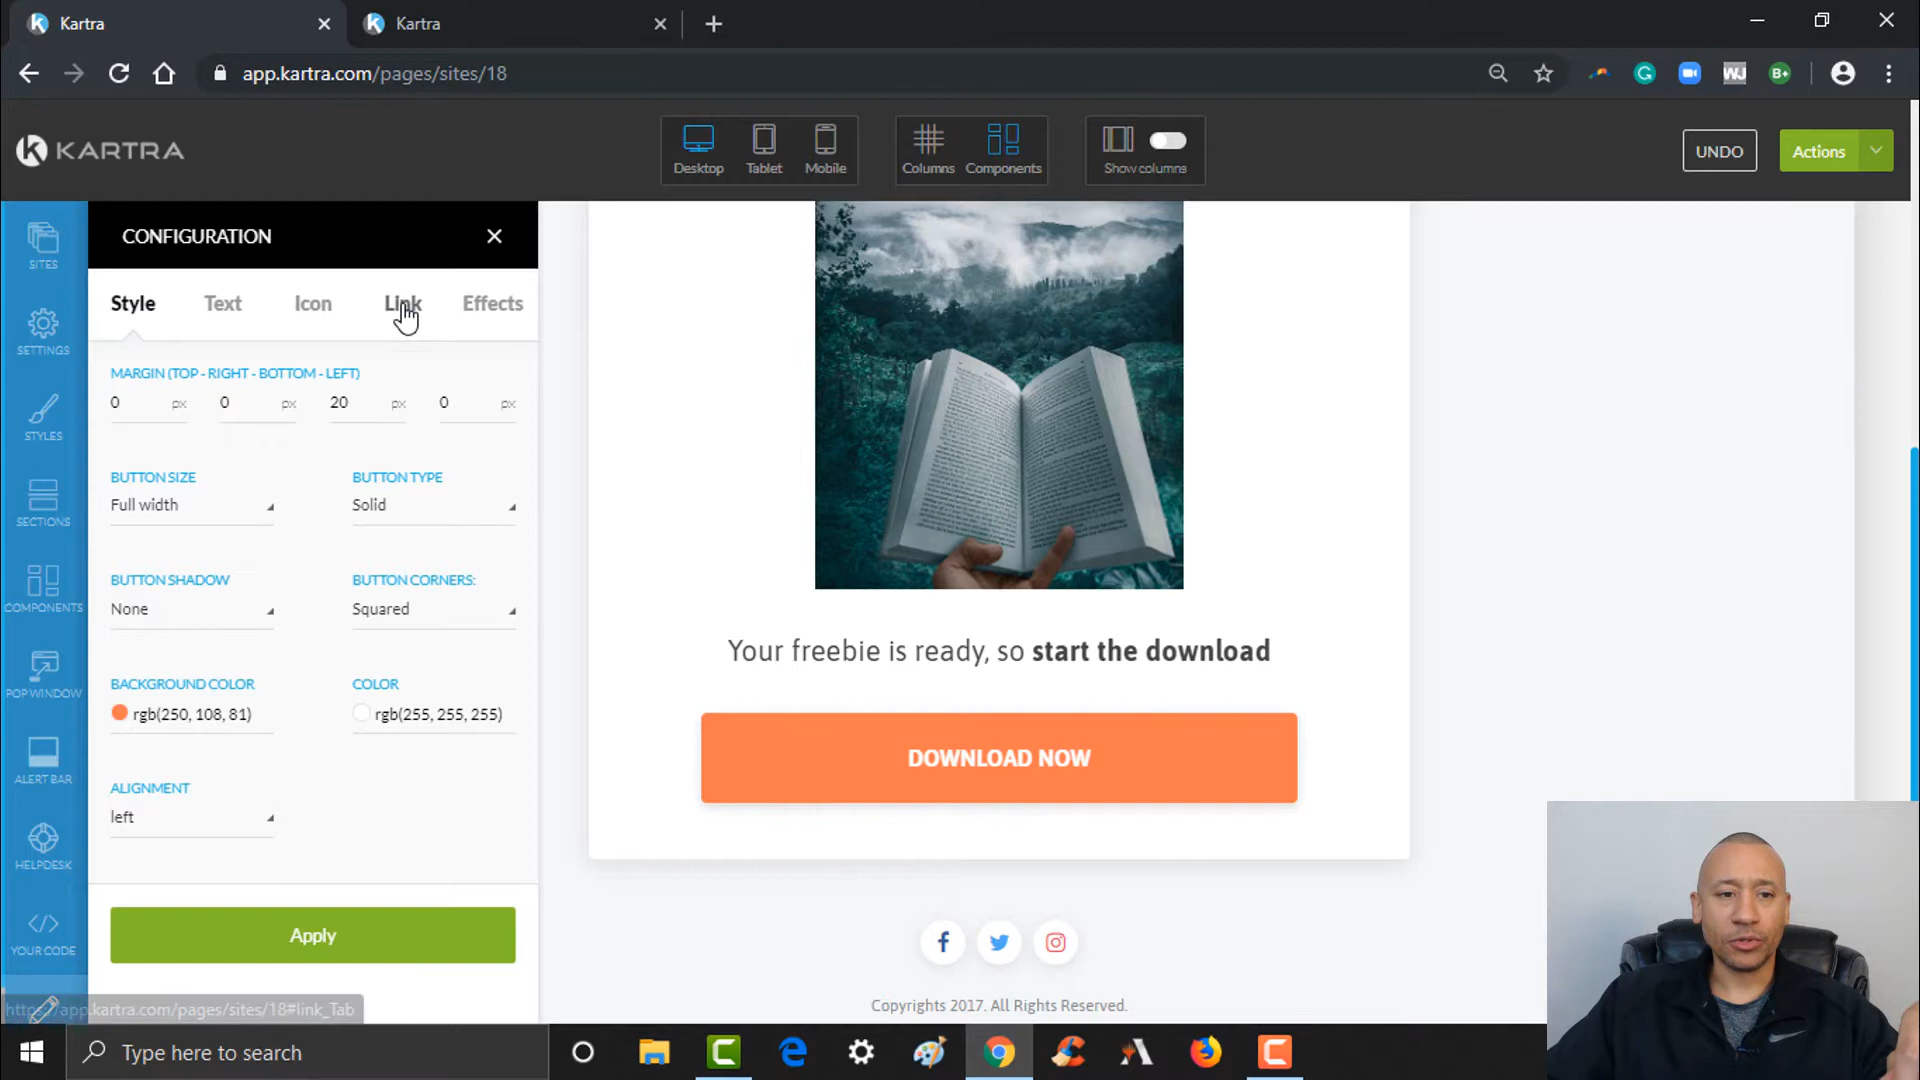 Kartra
Kartra
app.kartra.com/pages/sites/18
WJ
B+
KARTRA
Desktop
Tablet
Mobile
Columns
Components
Show columns
UNDO
Actions
SITES
SETTINGS
STYLES
SECTIONS
COMPONENTS
POP WINDOW
ALERT BAR
HELPDESK
YOUR CODE
CONFIGURATION
Style
Text
Icon
Link
Effects
MARGIN (TOP - RIGHT - BOTTOM - LEFT)
0 px 0 px 20 px 0 px
BUTTON SIZE
Full width
BUTTON TYPE
Solid
BUTTON SHADOW
None
BUTTON CORNERS:
Squared
BACKGROUND COLOR
rgb(250, 108, 81)
COLOR
rgb(255, 255, 255)
ALIGNMENT
left
Apply
https://app.kartra.com/pages/sites/18#link_Tab
Your freebie is ready, so start the download
DOWNLOAD NOW
Copyrights 2017. All Rights Reserved.
Type here to search